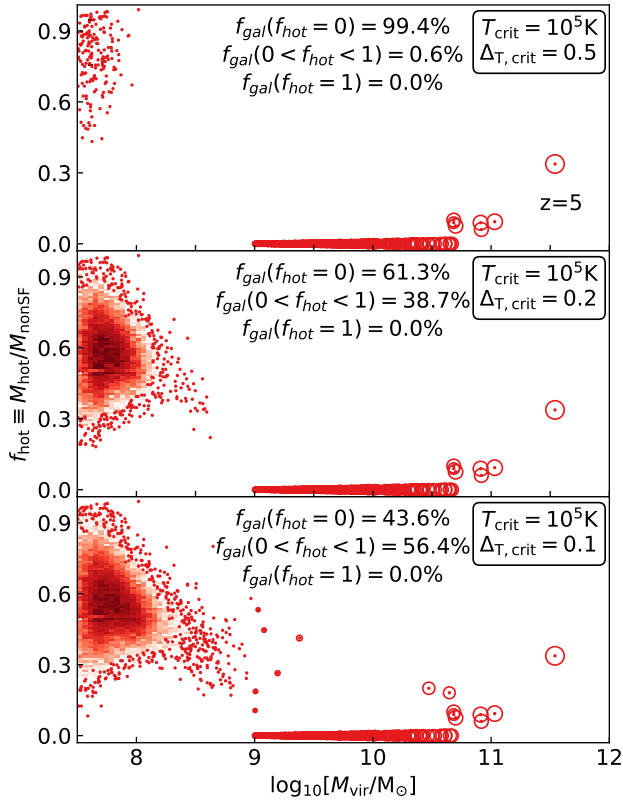 f_gal(f_hot = 0) = 99.4%
f_gal(0 < f_hot < 1) = 0.6%
f_gal(f_hot = 1) = 0.0%
T_crit = 10^5K
Δ_T,crit = 0.5
z=5
0.9
0.6
0.3
0.0
f_gal(f_hot = 0) = 61.3%
f_gal(0 < f_hot < 1) = 38.7%
f_gal(f_hot = 1) = 0.0%
T_crit = 10^5K
Δ_T,crit = 0.2
0.9
0.6
0.3
0.0
f_hot ≡ M_hot/M_nonSF
f_gal(f_hot = 0) = 43.6%
f_gal(0 < f_hot < 1) = 56.4%
f_gal(f_hot = 1) = 0.0%
T_crit = 10^5K
Δ_T,crit = 0.1
0.9
0.6
0.3
0.0
8 9 10 11 12
log_10[M_vir/M_⊙]